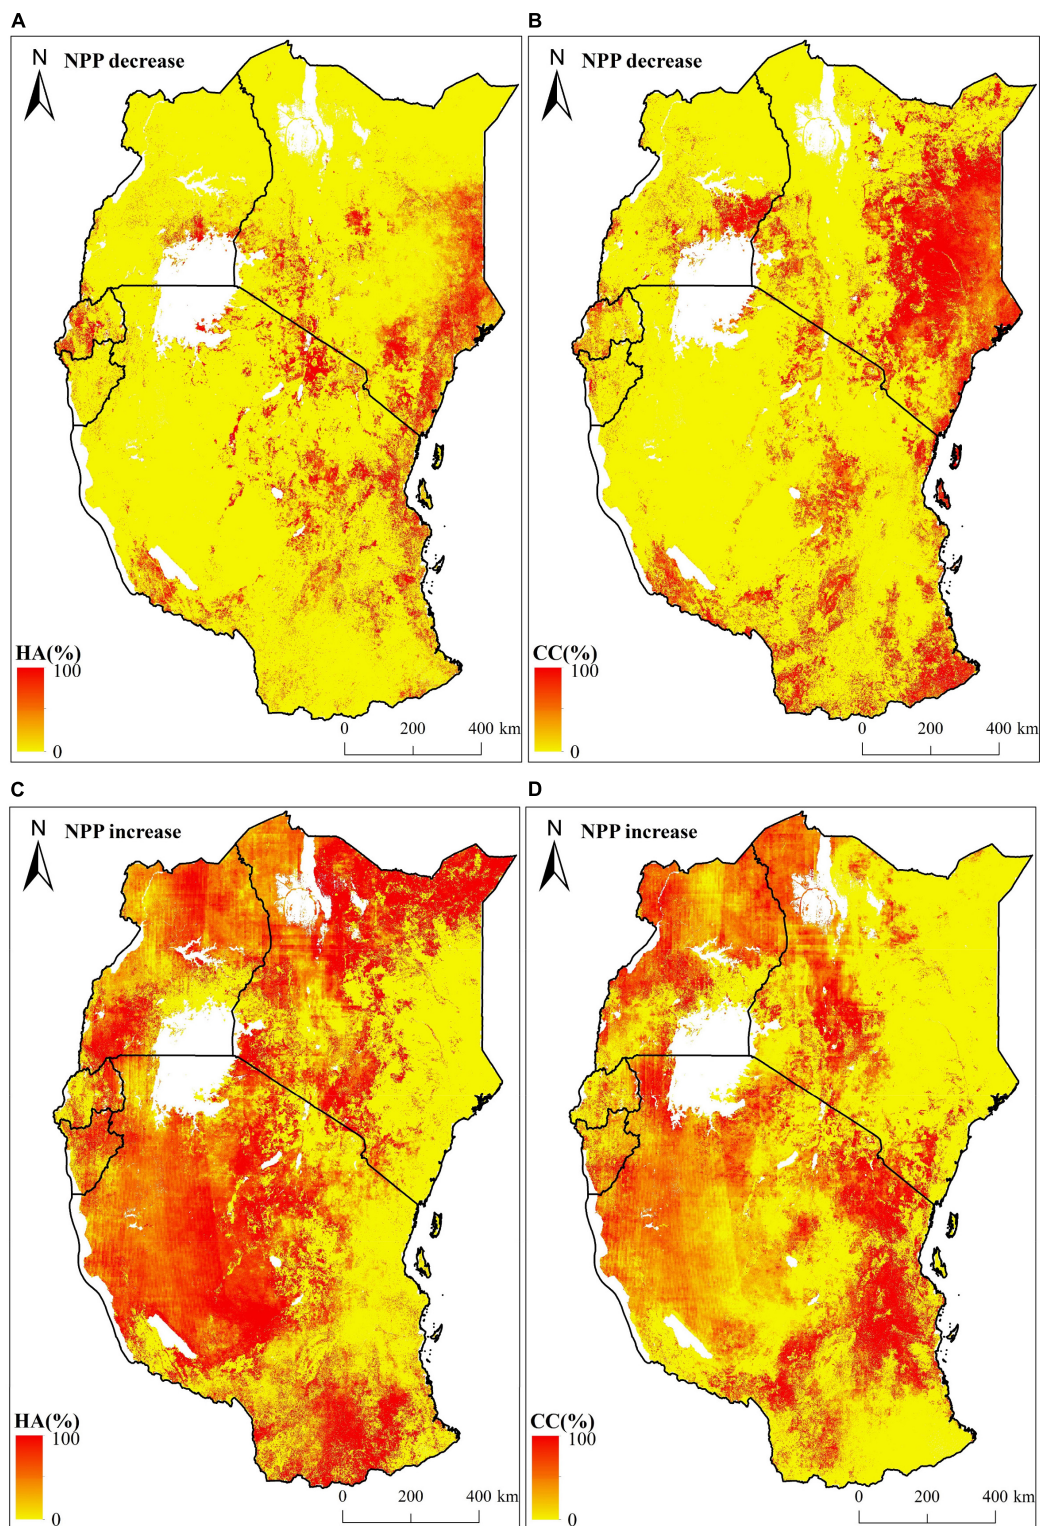 A
N
NPP decrease
HA(%)
100
0
0 200 400 km
B
N
NPP decrease
CC(%)
100
0
0 200 400 km
C
N
NPP increase
HA(%)
100
0
0 200 400 km
D
N
NPP increase
CC(%)
100
0
0 200 400 km